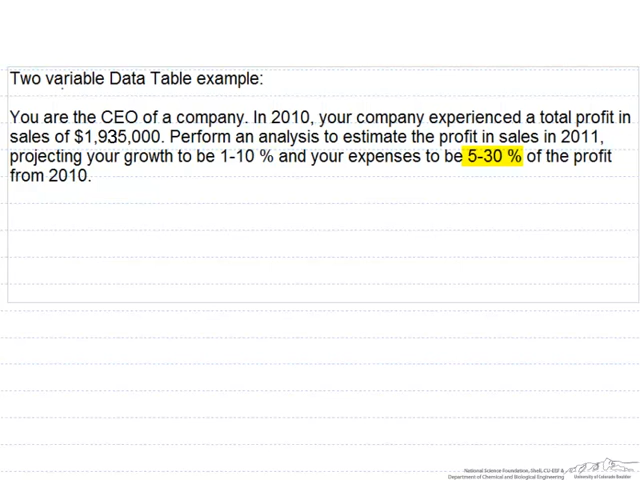 Two variable Data Table example:
You are the CEO of a company. In 2010, your company experienced a total profit in
sales of $1,935,000. Perform an analysis to estimate the profit in sales in 2011,
projecting your growth to be 1-10 % and your expenses to be 5-30 % of the profit
from 2010.
National Science Foundation, Shell, CU-EEF &
Department of Chemical and Biological Engineering
University of Colorado Boulder